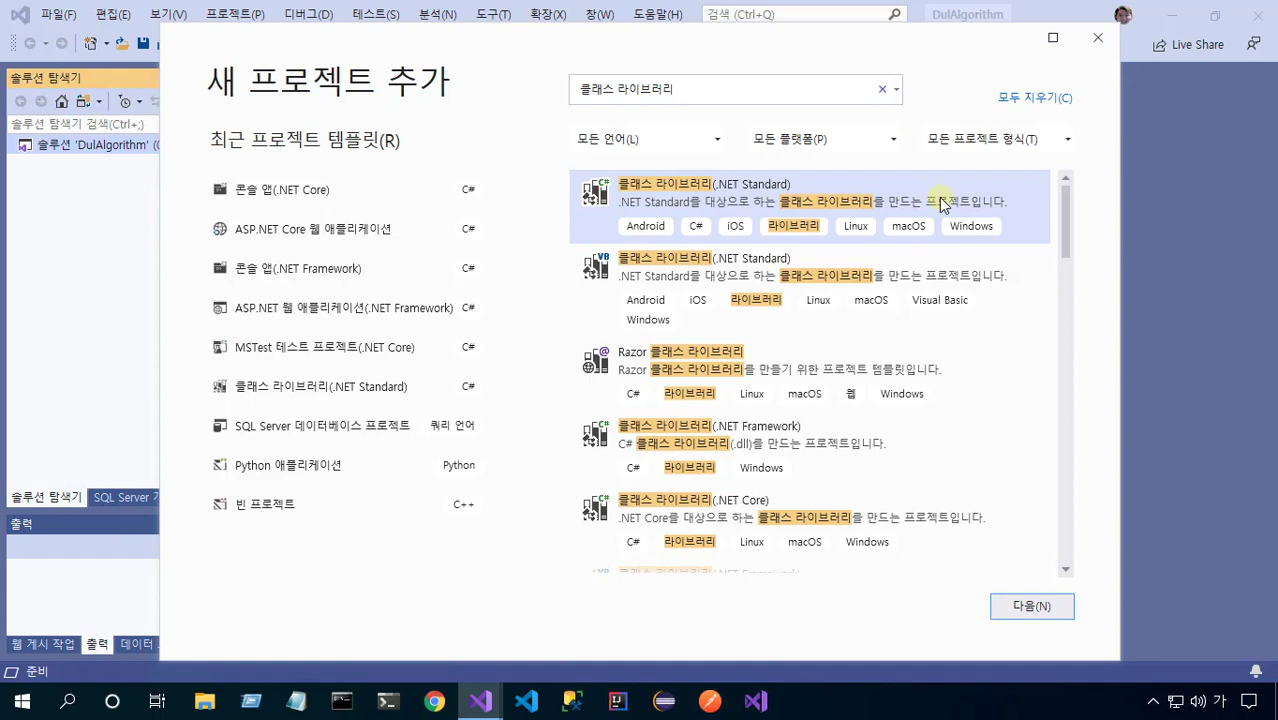 파일(F) 편집(E) 보기(V) 프로젝트(P) 디버그(D) 테스트(S) 분석(N) 도구(T) 확장(X) 창(W) 도움말(H) 검색 (Ctrl+Q) DulAlgorithm
Live Share
솔루션 탐색기
솔루션 탐색기 검색(Ctrl+;)
솔루션 'DulAlgorithm'
솔루션 탐색기 SQL Server
출력
웹 게시 작업 출력 데이터
준비
새 프로젝트 추가
클래스 라이브러리
모두 지우기(C)
최근 프로젝트 템플릿(R)
모든 언어(L) 모든 플랫폼(P) 모든 프로젝트 형식(T)
콘솔 앱(.NET Core) C#
ASP.NET Core 웹 애플리케이션 C#
콘솔 앱(.NET Framework) C#
ASP.NET 웹 애플리케이션(.NET Framework) C#
MSTest 테스트 프로젝트(.NET Core) C#
클래스 라이브러리(.NET Standard) C#
SQL Server 데이터베이스 프로젝트 쿼리 언어
Python 애플리케이션 Python
빈 프로젝트 C++
C#
클래스 라이브러리(.NET Standard)
.NET Standard를 대상으로 하는 클래스 라이브러리를 만드는 프로젝트입니다.
Android C# iOS 라이브러리 Linux macOS Windows
VB
클래스 라이브러리(.NET Standard)
.NET Standard를 대상으로 하는 클래스 라이브러리를 만드는 프로젝트입니다.
Android iOS 라이브러리 Linux macOS Visual Basic
Windows
Razor 클래스 라이브러리
Razor 클래스 라이브러리를 만들기 위한 프로젝트 템플릿입니다.
C# 라이브러리 Linux macOS 웹 Windows
C#
클래스 라이브러리(.NET Framework)
C# 클래스 라이브러리(.dll)를 만드는 프로젝트입니다.
C# 라이브러리 Windows
C#
클래스 라이브러리(.NET Core)
.NET Core를 대상으로 하는 클래스 라이브러리를 만드는 프로젝트입니다.
C# 라이브러리 Linux macOS Windows
클래스 라이브러리(.NET Framework)
다음(N)
가